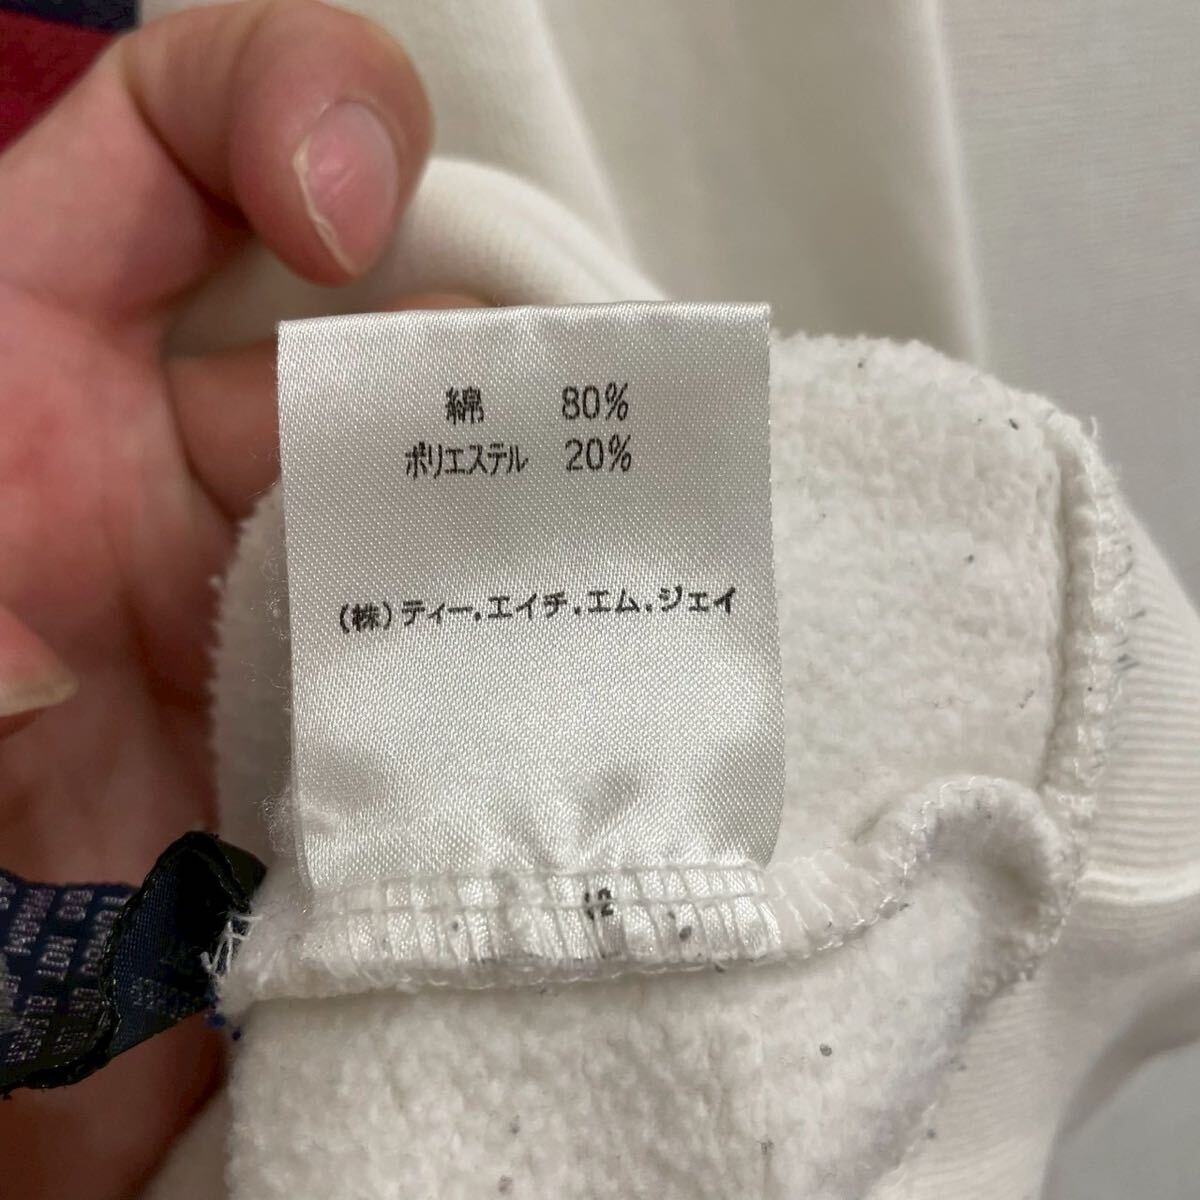 綿 80%
ポリエステル 20%
(株)ティー.エイチ.エム.ジェイ
12